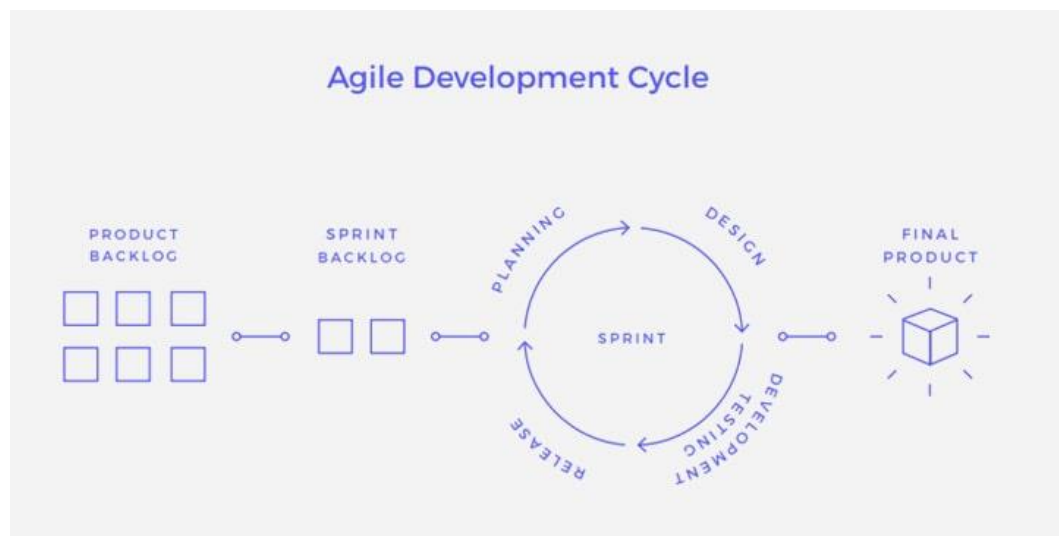 Agile Development Cycle
PRODUCT
BACKLOG
SPRINT
BACKLOG
PLANNING
DESIGN
SPRINT
DEVELOPMENT
TESTING
RELEASE
FINAL
PRODUCT